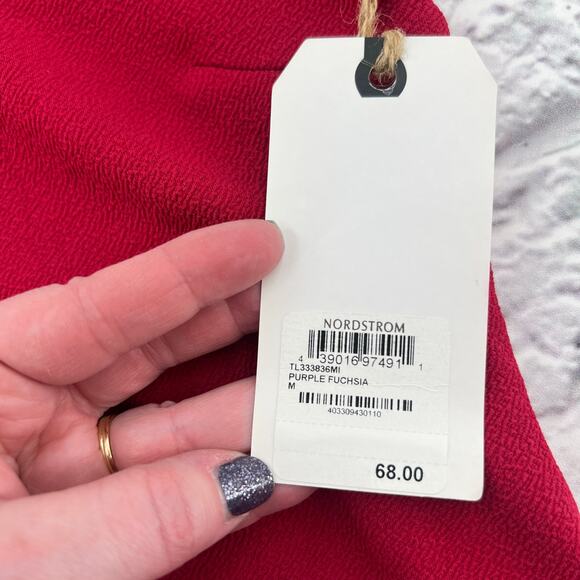 NORDSTROM
4 39016 97491 1
TL333836MI
PURPLE FUCHSIA
M
403309430110
68.00